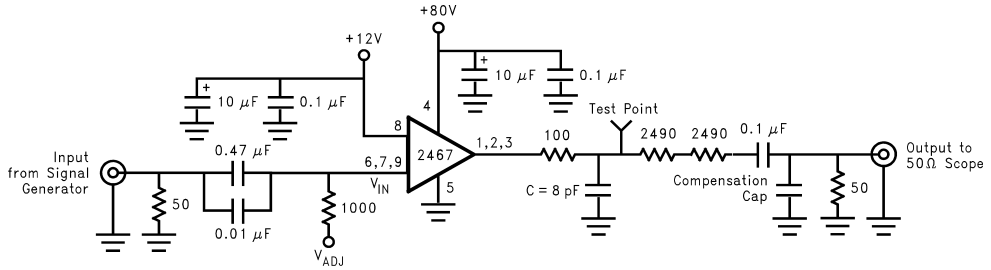 +80V
+12V
+
10 μF
0.1 μF
+
10 μF
0.1 μF
4
8
Test Point
Input
from Signal
Generator
0.47 μF
6,7,9
V_IN
2467
1,2,3
100
2490
2490
0.1 μF
Output to
50Ω Scope
5
C = 8 pF
Compensation
Cap
50
50
1000
0.01 μF
V_ADJ